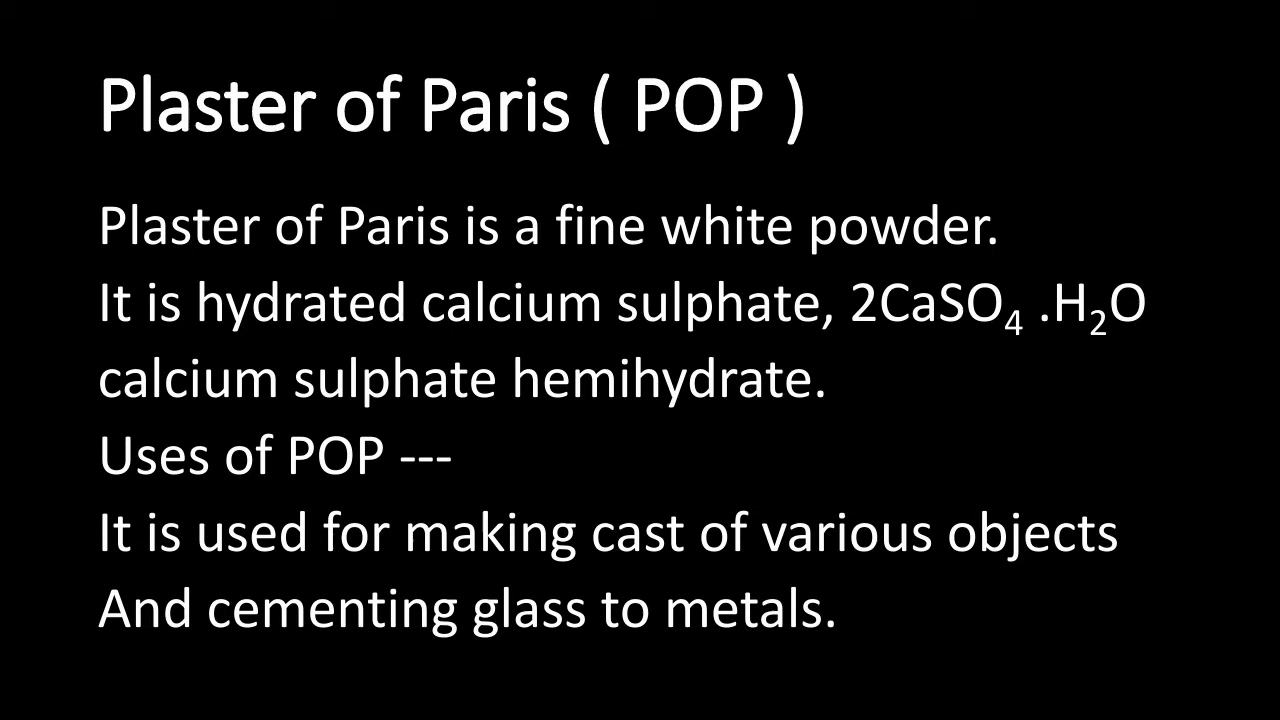 Plaster of Paris ( POP )
Plaster of Paris is a fine white powder.
It is hydrated calcium sulphate, 2CaSO₄ .H₂O
calcium sulphate hemihydrate.
Uses of POP ---
It is used for making cast of various objects
And cementing glass to metals.